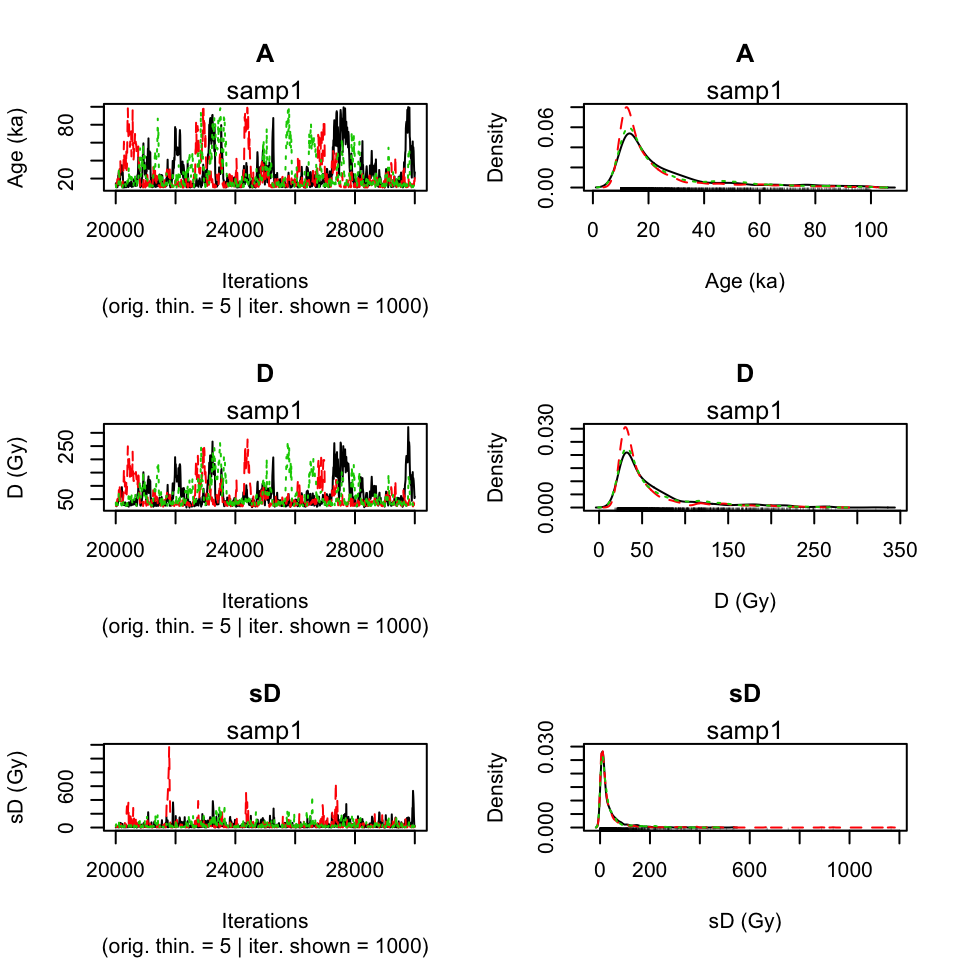 A
samp1
Age (ka)
80
20
20000 24000 28000
Iterations
(orig. thin. = 5 | iter. shown = 1000)
A
samp1
Density
0.06
0.00
0 20 40 60 80 100
Age (ka)
D
samp1
D (Gy)
250
50
20000 24000 28000
Iterations
(orig. thin. = 5 | iter. shown = 1000)
D
samp1
Density
0.030
0.000
0 50 150 250 350
D (Gy)
sD
samp1
sD (Gy)
600
0
20000 24000 28000
Iterations
(orig. thin. = 5 | iter. shown = 1000)
sD
samp1
Density
0.030
0.000
0 200 600 1000
sD (Gy)